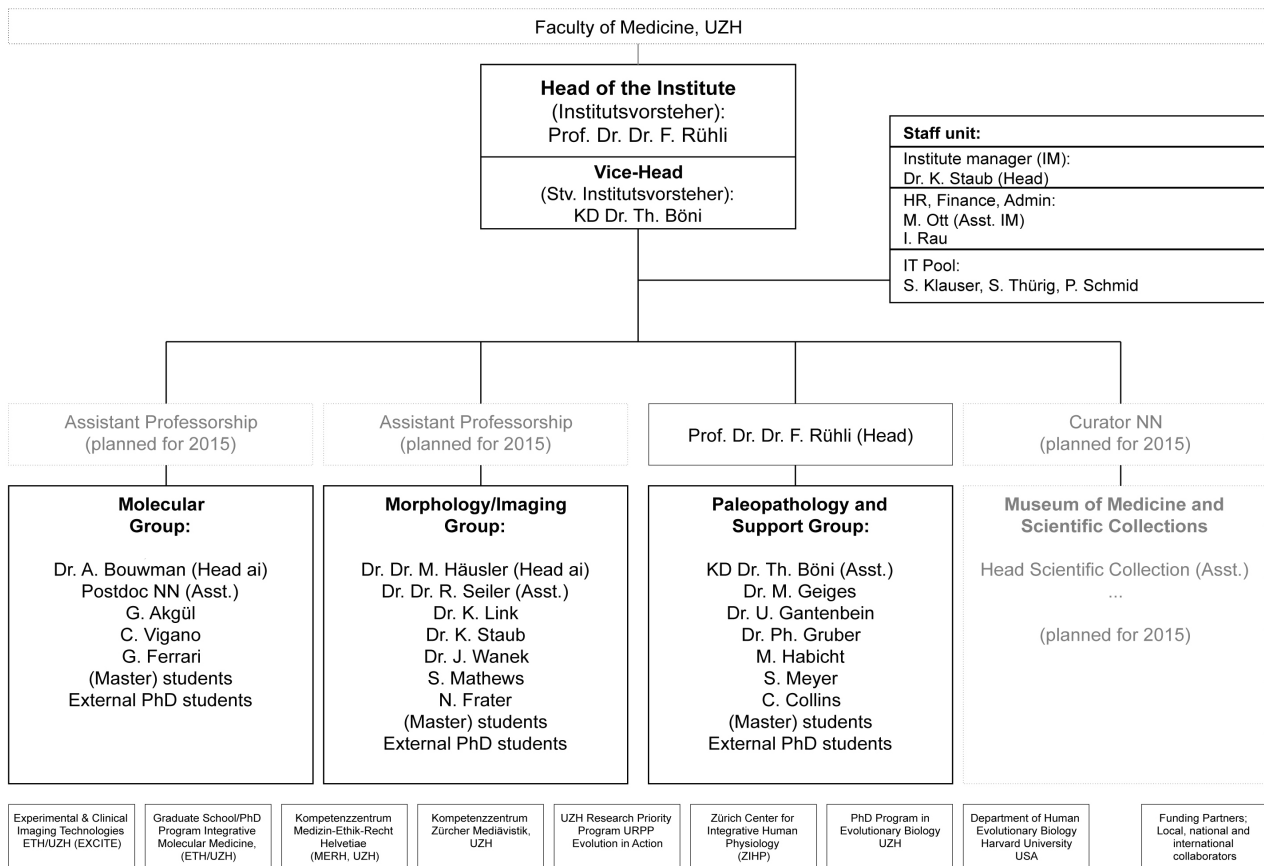 Faculty of Medicine, UZH
Head of the Institute
(Institutsvorsteher):
Prof. Dr. Dr. F. Rühli
Vice-Head
(Stv. Institutsvorsteher):
KD Dr. Th. Böni
Staff unit:
Institute manager (IM):
Dr. K. Staub (Head)
HR, Finance, Admin:
M. Ott (Asst. IM)
I. Rau
IT Pool:
S. Klauser, S. Thürig, P. Schmid
Assistant Professorship
(planned for 2015)
Assistant Professorship
(planned for 2015)
Prof. Dr. Dr. F. Rühli (Head)
Curator NN
(planned for 2015)
Molecular
Group:
Dr. A. Bouwman (Head ai)
Postdoc NN (Asst.)
G. Akgül
C. Vigano
G. Ferrari
(Master) students
External PhD students
Morphology/Imaging
Group:
Dr. Dr. M. Häusler (Head ai)
Dr. Dr. R. Seiler (Asst.)
Dr. K. Link
Dr. K. Staub
Dr. J. Wanek
S. Mathews
N. Frater
(Master) students
External PhD students
Paleopathology and
Support Group:
KD Dr. Th. Böni (Asst.)
Dr. M. Geiges
Dr. U. Gantenbein
Dr. Ph. Gruber
M. Habicht
S. Meyer
C. Collins
(Master) students
External PhD students
Museum of Medicine and
Scientific Collections
Head Scientific Collection (Asst.)
...
(planned for 2015)
Experimental & Clinical
Imaging Technologies
ETH/UZH (EXCITE)
Graduate School/PhD
Program Integrative
Molecular Medicine,
(ETH/UZH)
Kompetenzzentrum
Medizin-Ethik-Recht
Helvetiae
(MERH, UZH)
Kompetenzzentrum
Zürcher Mediävistik,
UZH
UZH Research Priority
Program URPP
Evolution in Action
Zürich Center for
Integrative Human
Physiology
(ZIHP)
PhD Program in
Evolutionary Biology
UZH
Department of Human
Evolutionary Biology
Harvard University
USA
Funding Partners;
Local, national and
international
collaborators